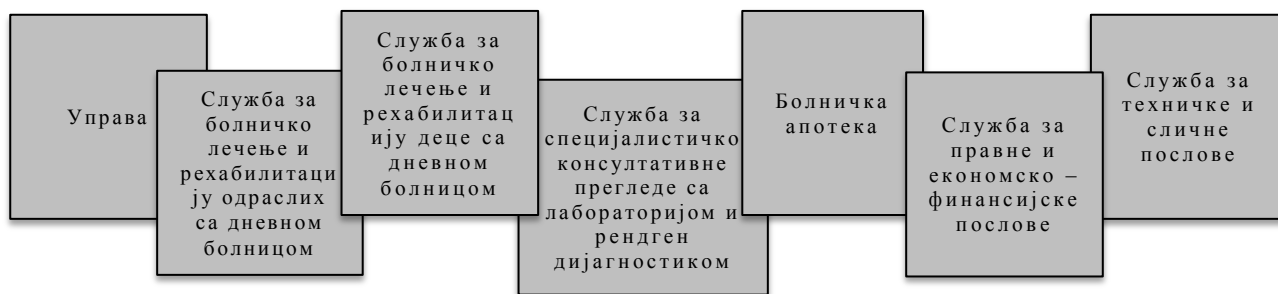 Управа
Служба за
болничко
лечење и
рехабилитаци
ју одраслих
са дневном
болницом
Служба за
болничко
лечење и
рехабилитац
ију деце са
дневном
болницом
Служба за
специјалистичко
консултативне
прегледе са
лабораторијом и
рендген
дијагностиком
Болничка
апотека
Служба за
правне и
економско –
финансијске
послове
Служба за
техничке и
сличне
послове